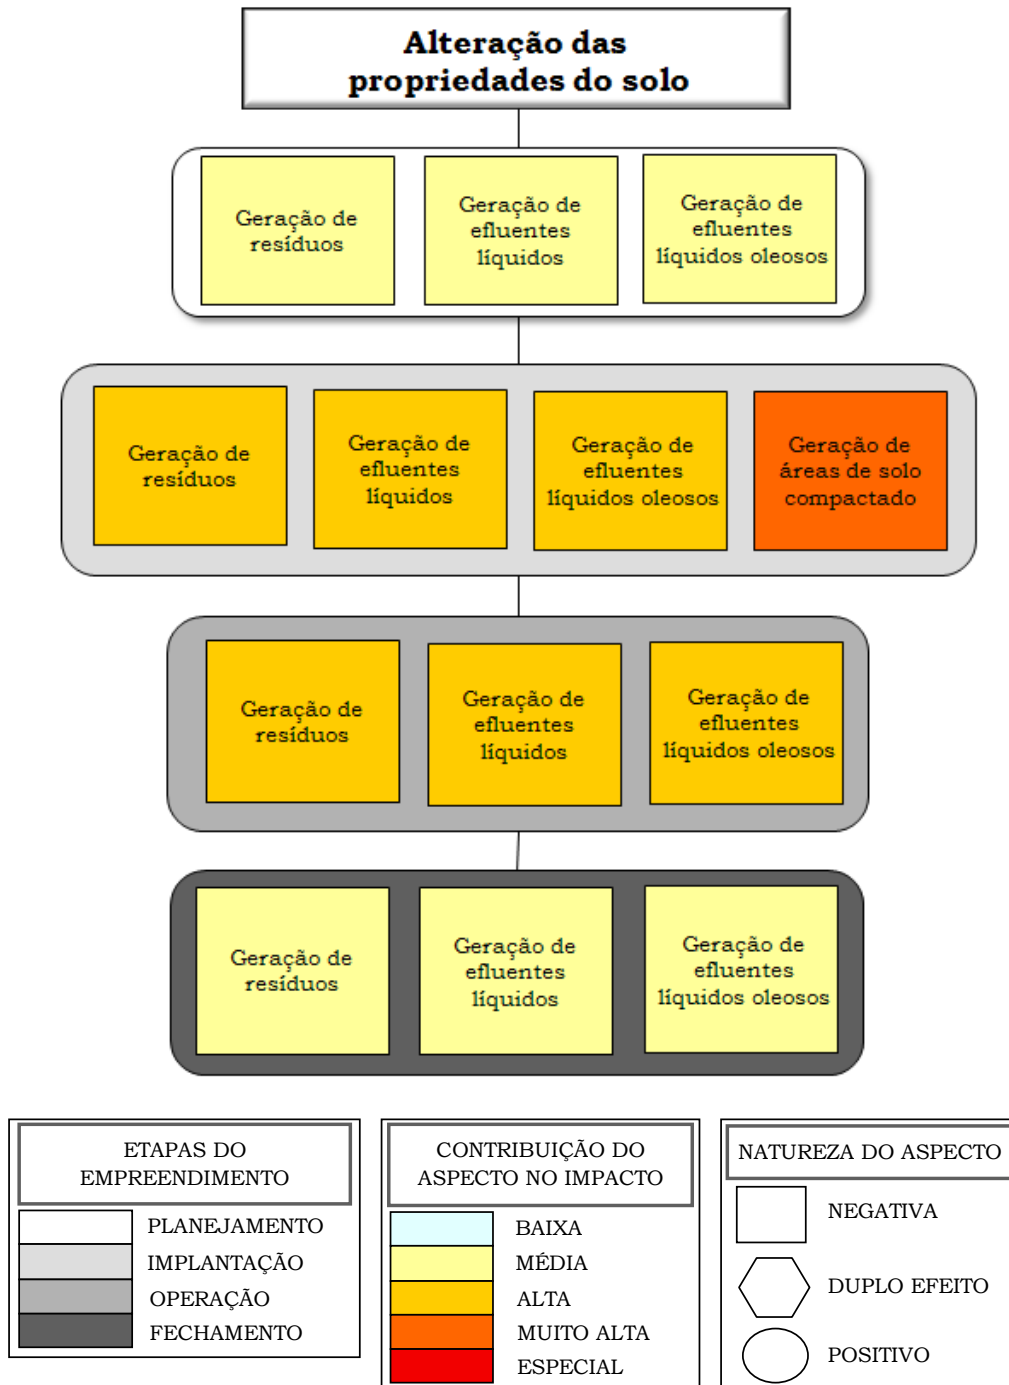 Alteração das
propriedades do solo
Geração de
resíduos
Geração de
efluentes
líquidos
Geração de
efluentes
líquidos oleosos
Geração de
resíduos
Geração de
efluentes
líquidos
Geração de
efluentes
líquidos oleosos
Geração de
áreas de solo
compactado
Geração de
resíduos
Geração de
efluentes
líquidos
Geração de
efluentes
líquidos oleosos
Geração de
resíduos
Geração de
efluentes
líquidos
Geração de
efluentes
líquidos oleosos
ETAPAS DO
EMPREENDIMENTO
PLANEJAMENTO
IMPLANTAÇÃO
OPERAÇÃO
FECHAMENTO
CONTRIBUIÇÃO DO
ASPECTO NO IMPACTO
BAIXA
MÉDIA
ALTA
MUITO ALTA
ESPECIAL
NATUREZA DO ASPECTO
NEGATIVA
DUPLO EFEITO
POSITIVO